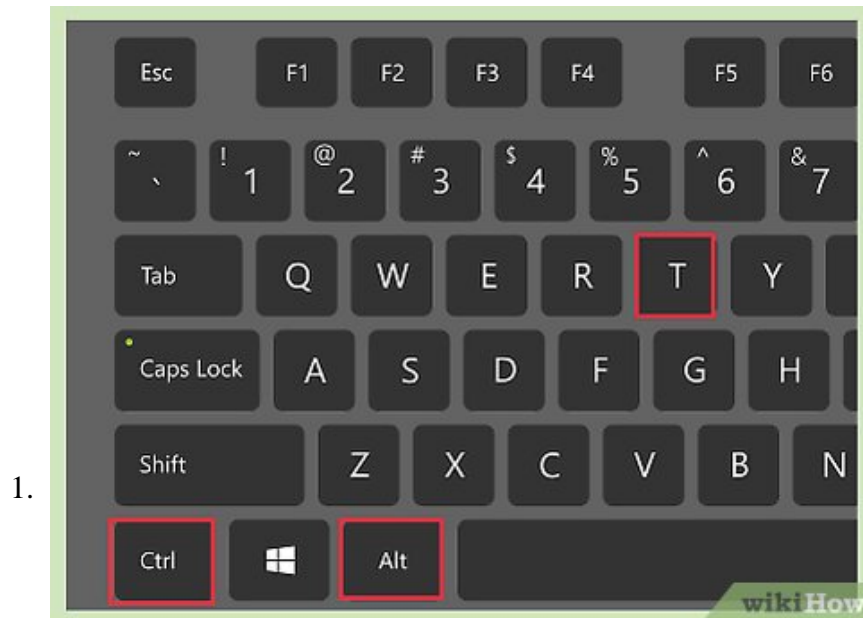 Esc F1 F2 F3 F4 F5 F6
~ ` ! 1 @ 2 # 3 $ 4 % 5 ^ 6 & 7
Tab Q W E R T Y
Caps Lock A S D F G H
Shift Z X C V B N
1.
Ctrl Alt
wikiHow